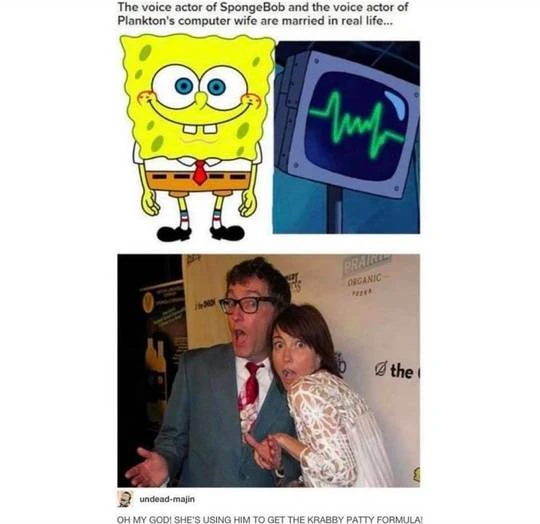 The voice actor of SpongeBob and the voice actor of
Plankton's computer wife are married in real life...
PRAIRIE
ORGANIC
the
undead-majin
OH MY GOD! SHE'S USING HIM TO GET THE KRABBY PATTY FORMULA!